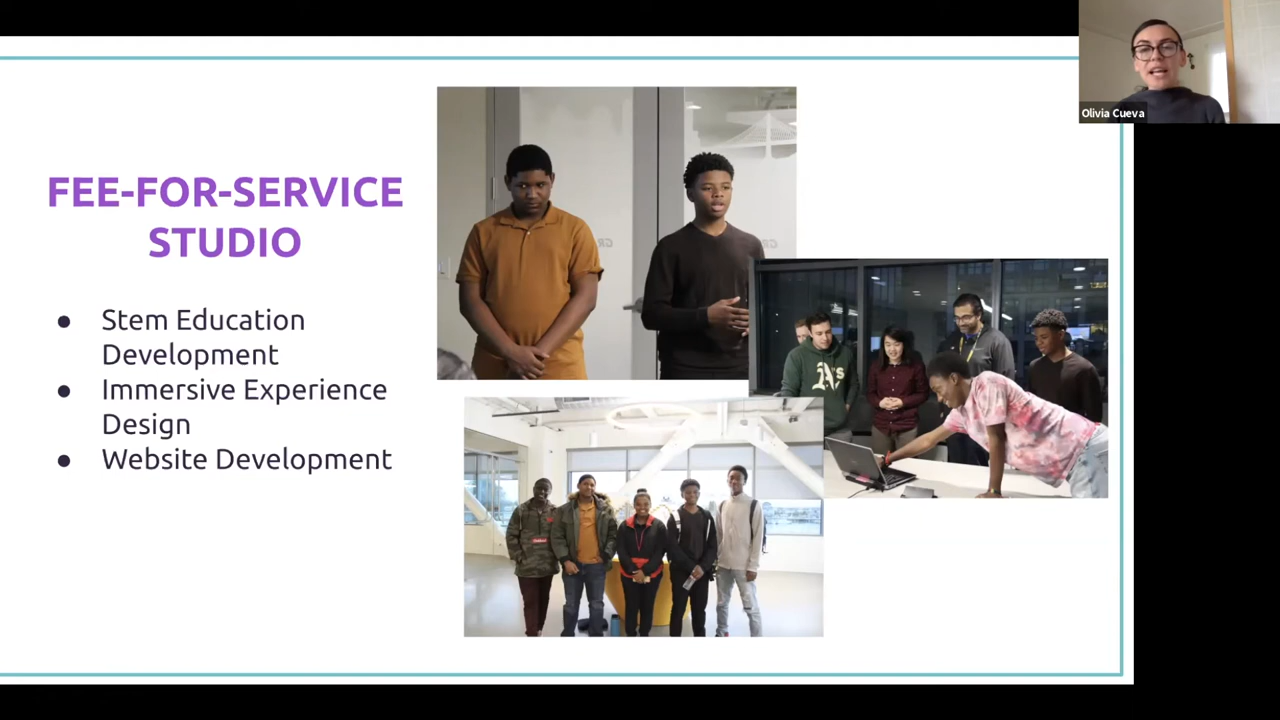 Olivia Cueva
FEE-FOR-SERVICE
STUDIO
● Stem Education
Development
● Immersive Experience
Design
● Website Development
A's